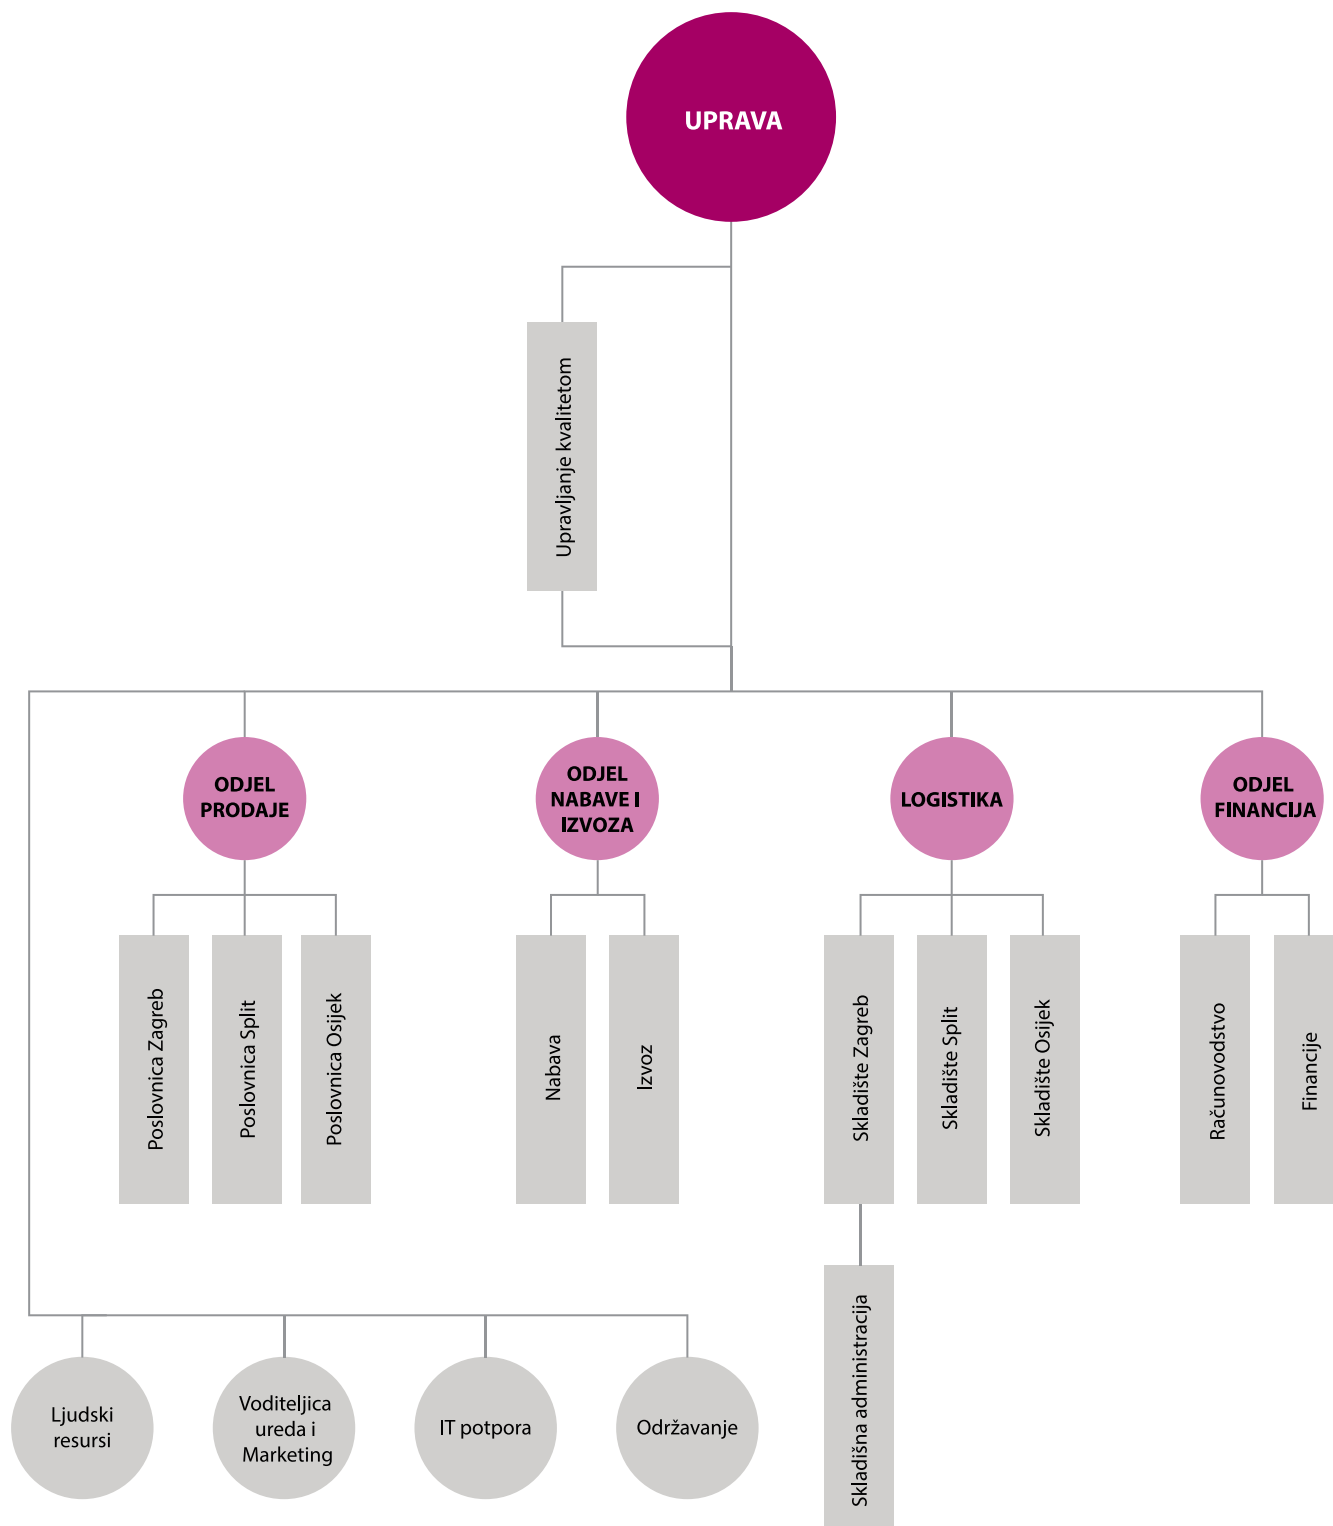 UPRAVA
Upravljanje kvalitetom
ODJEL
PRODAJE
ODJEL
NABAVE I
IZVOZA
LOGISTIKA
ODJEL
FINANCIJA
Poslovnica Zagreb
Poslovnica Split
Poslovnica Osijek
Nabava
Izvoz
Skladište Zagreb
Skladište Split
Skladište Osijek
Računovodstvo
Financije
Skladišna administracija
Ljudski
resursi
Voditeljica
ureda i
Marketing
IT potpora
Održavanje